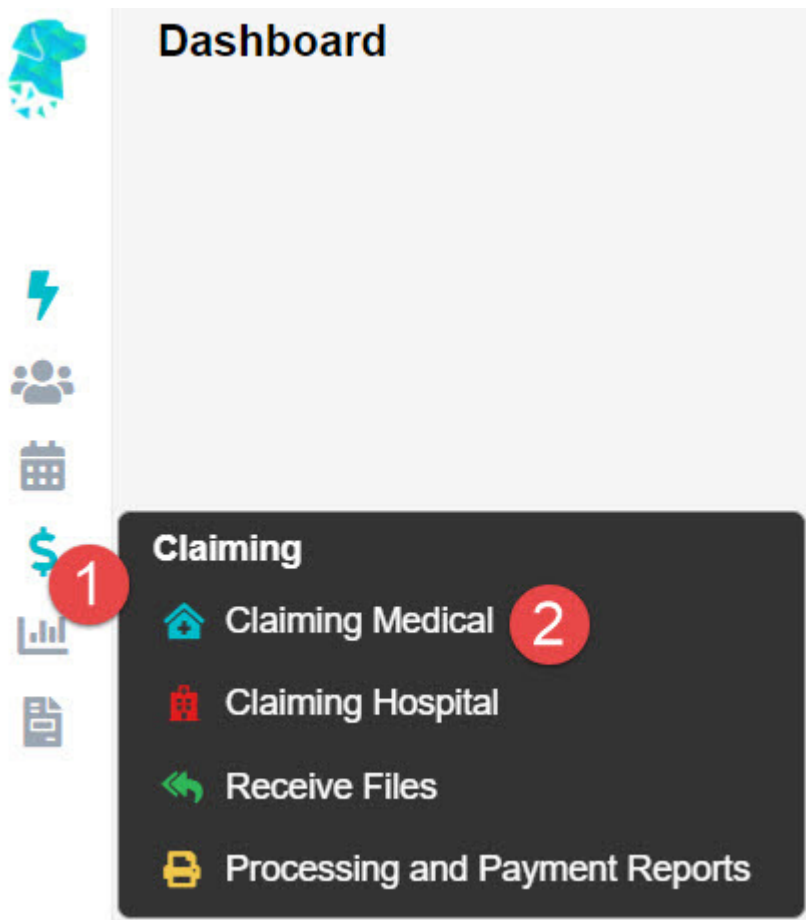 Dashboard
$
1
Claiming
Claiming Medical
2
Claiming Hospital
Receive Files
Processing and Payment Reports